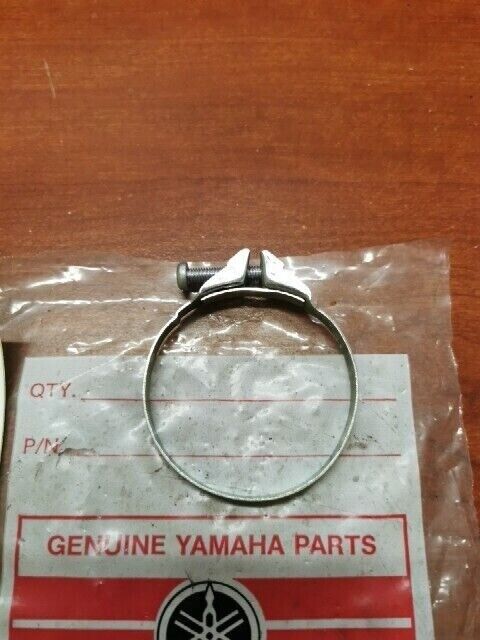 QTY.
P/N.
GENUINE YAMAHA PARTS